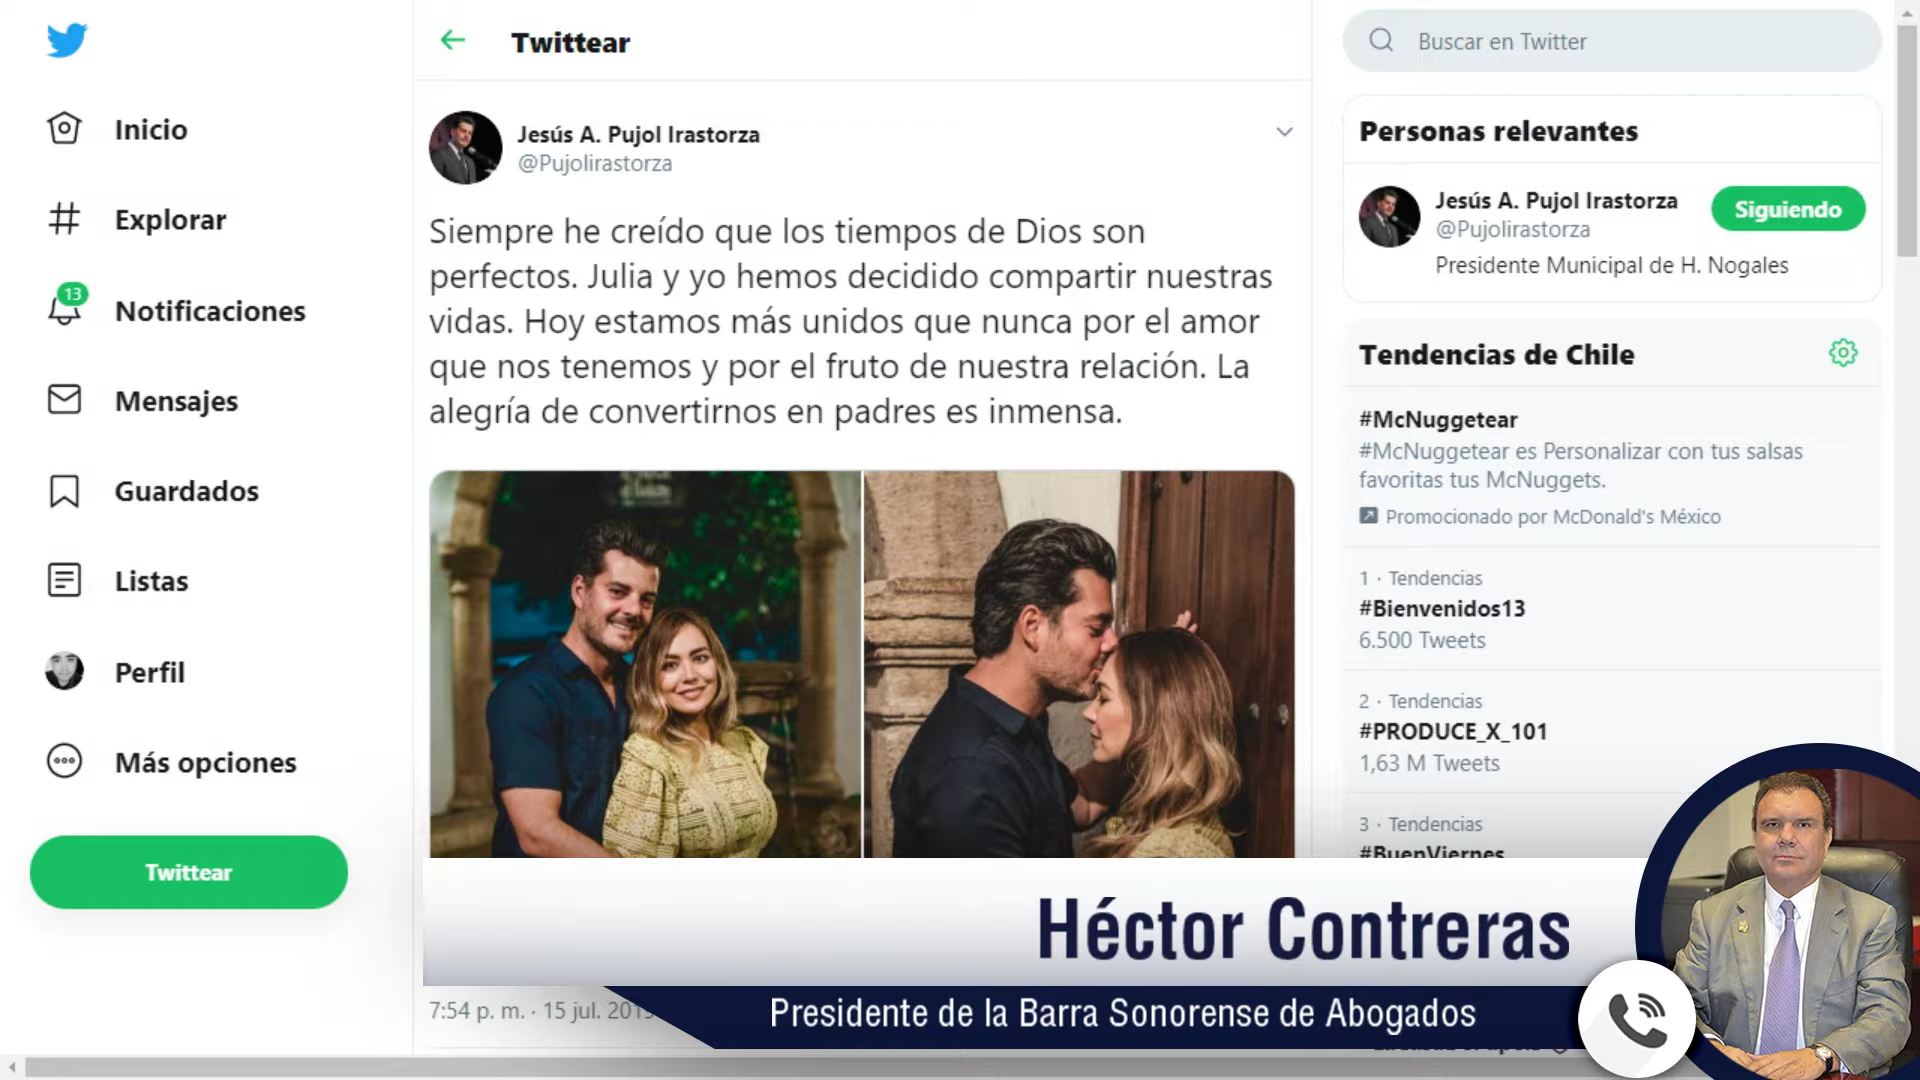 Inicio
Explorar
13
Notificaciones
Mensajes
Guardados
Listas
Perfil
Más opciones
Twittear
Twittear
Jesús A. Pujol Irastorza
@Pujolirastorza
Siempre he creído que los tiempos de Dios son
perfectos. Julia y yo hemos decidido compartir nuestras
vidas. Hoy estamos más unidos que nunca por el amor
que nos tenemos y por el fruto de nuestra relación. La
alegría de convertirnos en padres es inmensa.
7:54 p. m. · 15 jul. 2019
Buscar en Twitter
Personas relevantes
Jesús A. Pujol Irastorza
@Pujolirastorza
Siguiendo
Presidente Municipal de H. Nogales
Tendencias de Chile
#McNuggetear
#McNuggetear es Personalizar con tus salsas
favoritas tus McNuggets.
Promocionado por McDonald's México
1 · Tendencias
#Bienvenidos13
6.500 Tweets
2 · Tendencias
#PRODUCE_X_101
1,63 M Tweets
3 · Tendencias
#BuenViernes
Héctor Contreras
Presidente de la Barra Sonorense de Abogados